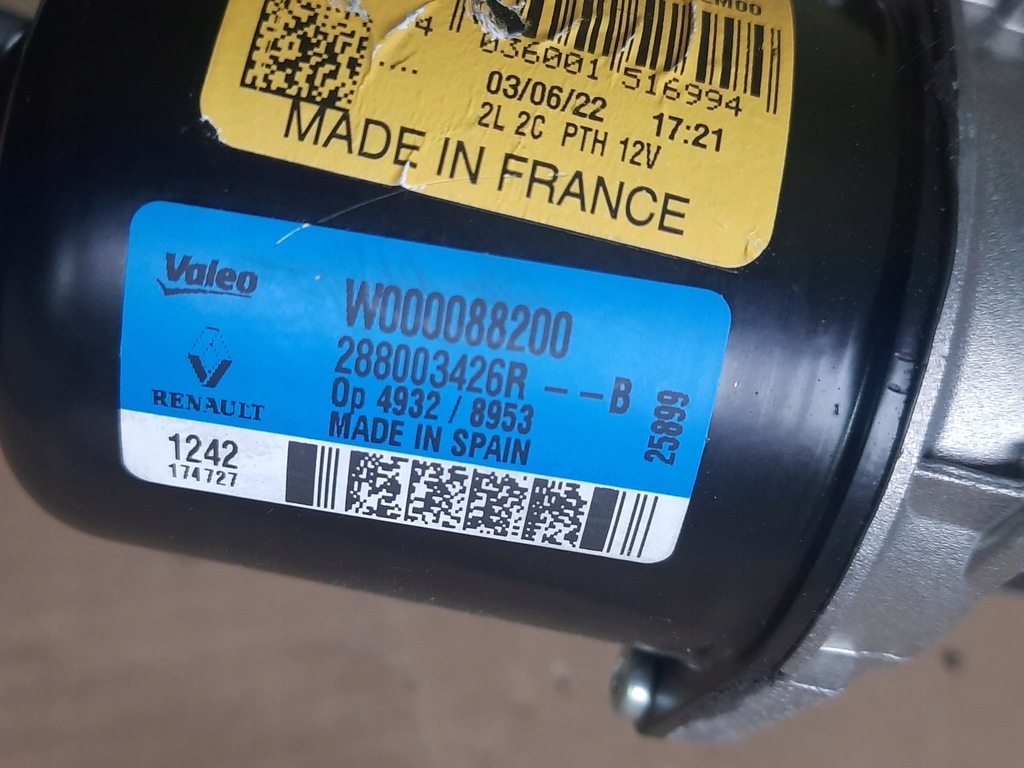 4 036001 516994
03/06/22 17:21
2L 2C PTH 12V
MADE IN FRANCE
Valeo
RENAULT
W000088200
288003426R -- B
Op 4932 / 8953
MADE IN SPAIN
25899
1242
174727